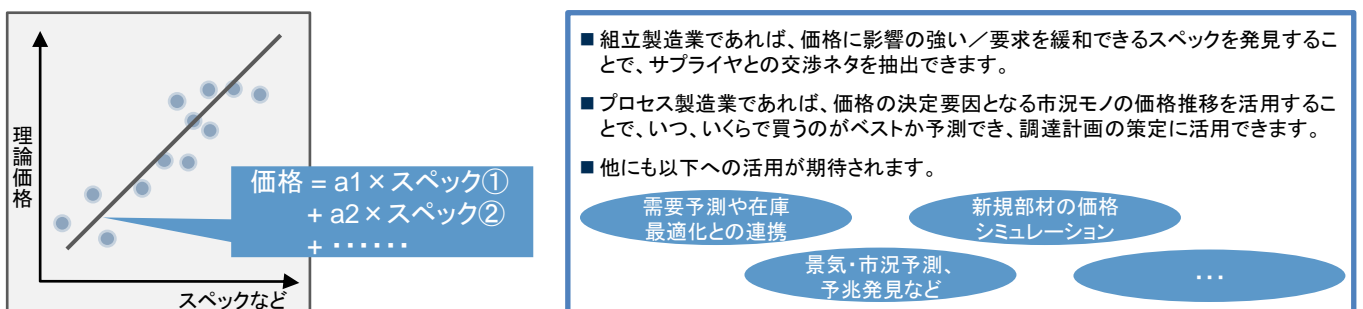 理論価格
価格 = a1×スペック①
+ a2×スペック②
+ ・・・・・・
スペックなど
■ 組立製造業であれば、価格に影響の強い／要求を緩和できるスペックを発見するこ
とで、サプライヤとの交渉ネタを抽出できます。
■ プロセス製造業であれば、価格の決定要因となる市況モノの価格推移を活用するこ
とで、いつ、いくらで買うのがベストか予測でき、調達計画の策定に活用できます。
■ 他にも以下への活用が期待されます。
需要予測や在庫
最適化との連携
新規部材の価格
シミュレーション
景気・市況予測、
予兆発見など
・・・